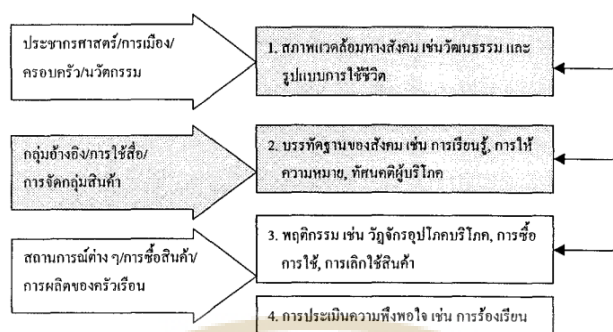 ประชากรศาสตร์/การเมือง/
ครอบครัว/นวัตกรรม
1. สภาพแวดล้อมทางสังคม เช่นวัฒนธรรม และ
รูปแบบการใช้ชีวิต
กลุ่มอ้างอิง/การใช้สื่อ/
การจัดกลุ่มสินค้า
2. บรรทัดฐานของสังคม เช่น การเรียนรู้, การให้
ความหมาย, ทัศนคติผู้บริโภค
สถานการณ์ต่าง ๆ/การซื้อสินค้า/
การผลิตของครัวเรือน
3. พฤติกรรม เช่น วัฏจักรอุปโภคบริโภค, การซื้อ
การใช้, การเลิกใช้สินค้า
4. การประเมินความพึงพอใจ เช่น การร้องเรียน